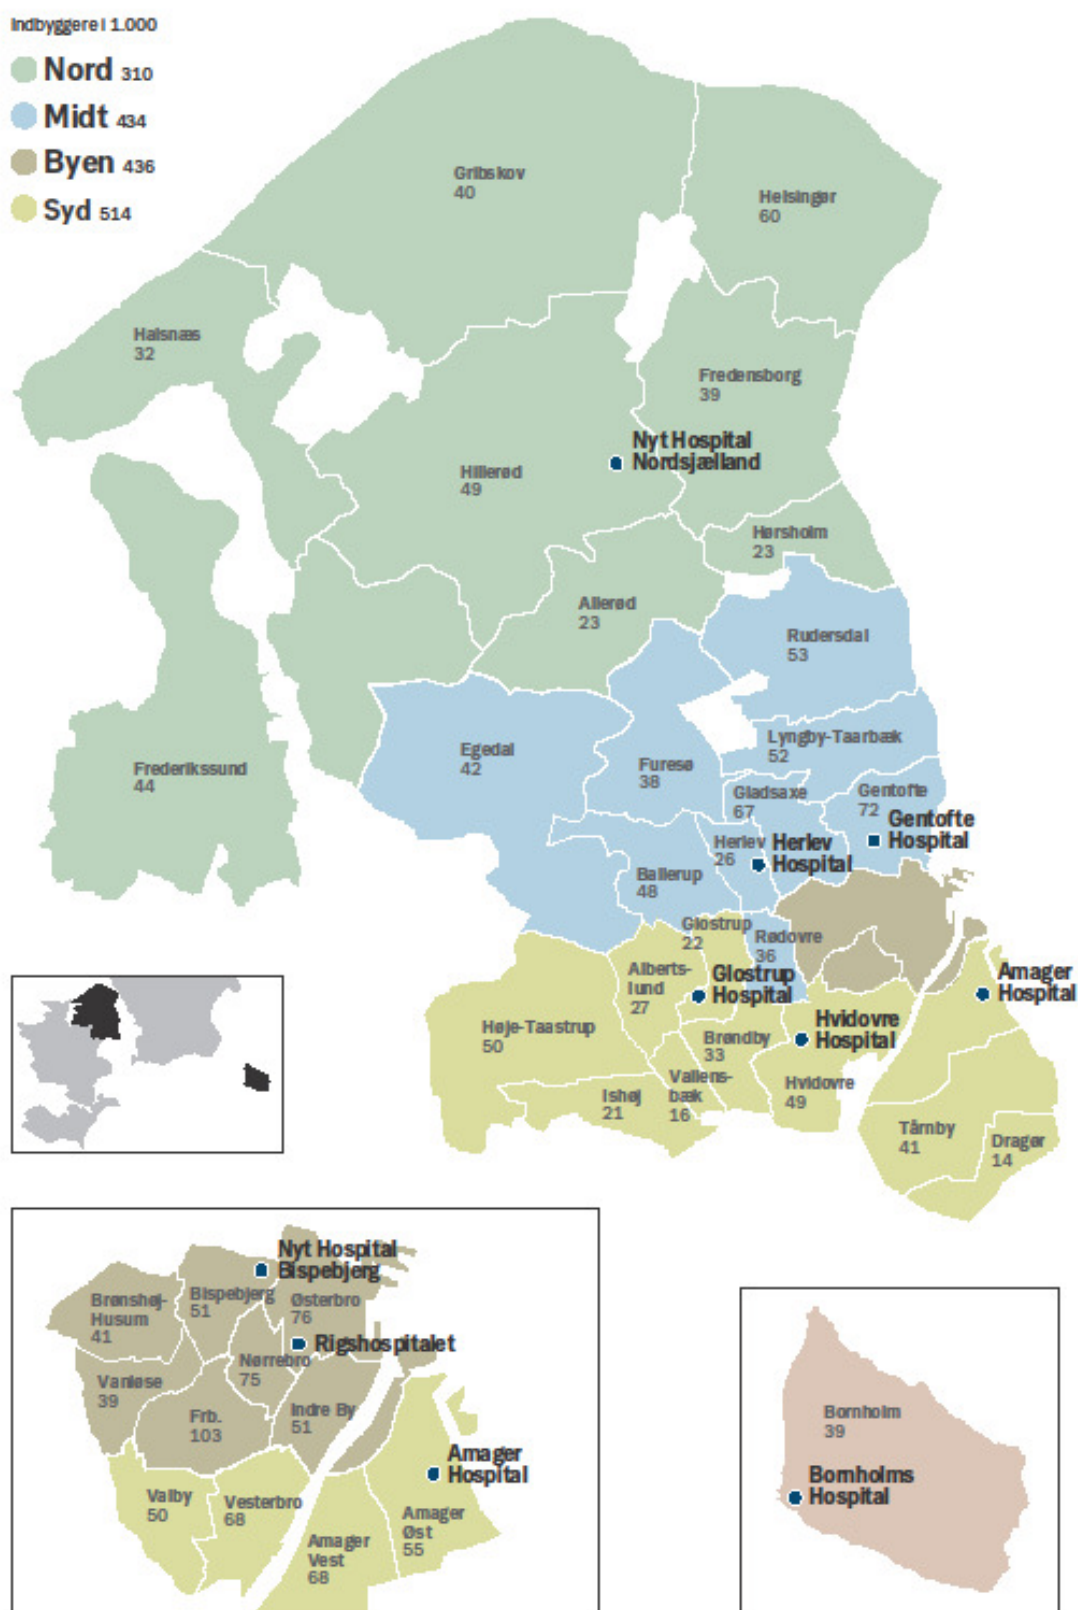 Indbyggere i 1.000
Nord 310
Midt 434
Byen 436
Syd 514
Gribskov
40
Helsingør
60
Halsnæs
32
Fredensborg
39
Nyt Hospital
Nordsjælland
Hillerød
49
Hørsholm
23
Allerød
23
Rudersdal
53
Egedal
42
Lyngby-Taarbæk
52
Furesø
38
Frederikssund
44
Gladsaxe
67
Gentofte
72
Gentofte
Hospital
Herlev
26
Herlev
Hospital
Ballerup
48
Glostrup
22
Rødovre
36
Alberts-
lund
27
Glostrup
Hospital
Amager
Hospital
Høje-Taastrup
50
Hvidovre
Hospital
Brøndby
33
Vallens-
bæk
16
Hvidovre
49
Ishøj
21
Tårnby
41
Dragør
14
Nyt Hospital
Bispebjerg
Brønshøj-
Husum
41
Bispebjerg
51
Østerbro
76
Rigshospitalet
Nørrebro
75
Vanløse
39
Frb.
103
Indre By
51
Amager
Hospital
Valby
50
Vesterbro
68
Amager
Øst
55
Amager
Vest
68
Bornholm
39
Bornholms
Hospital